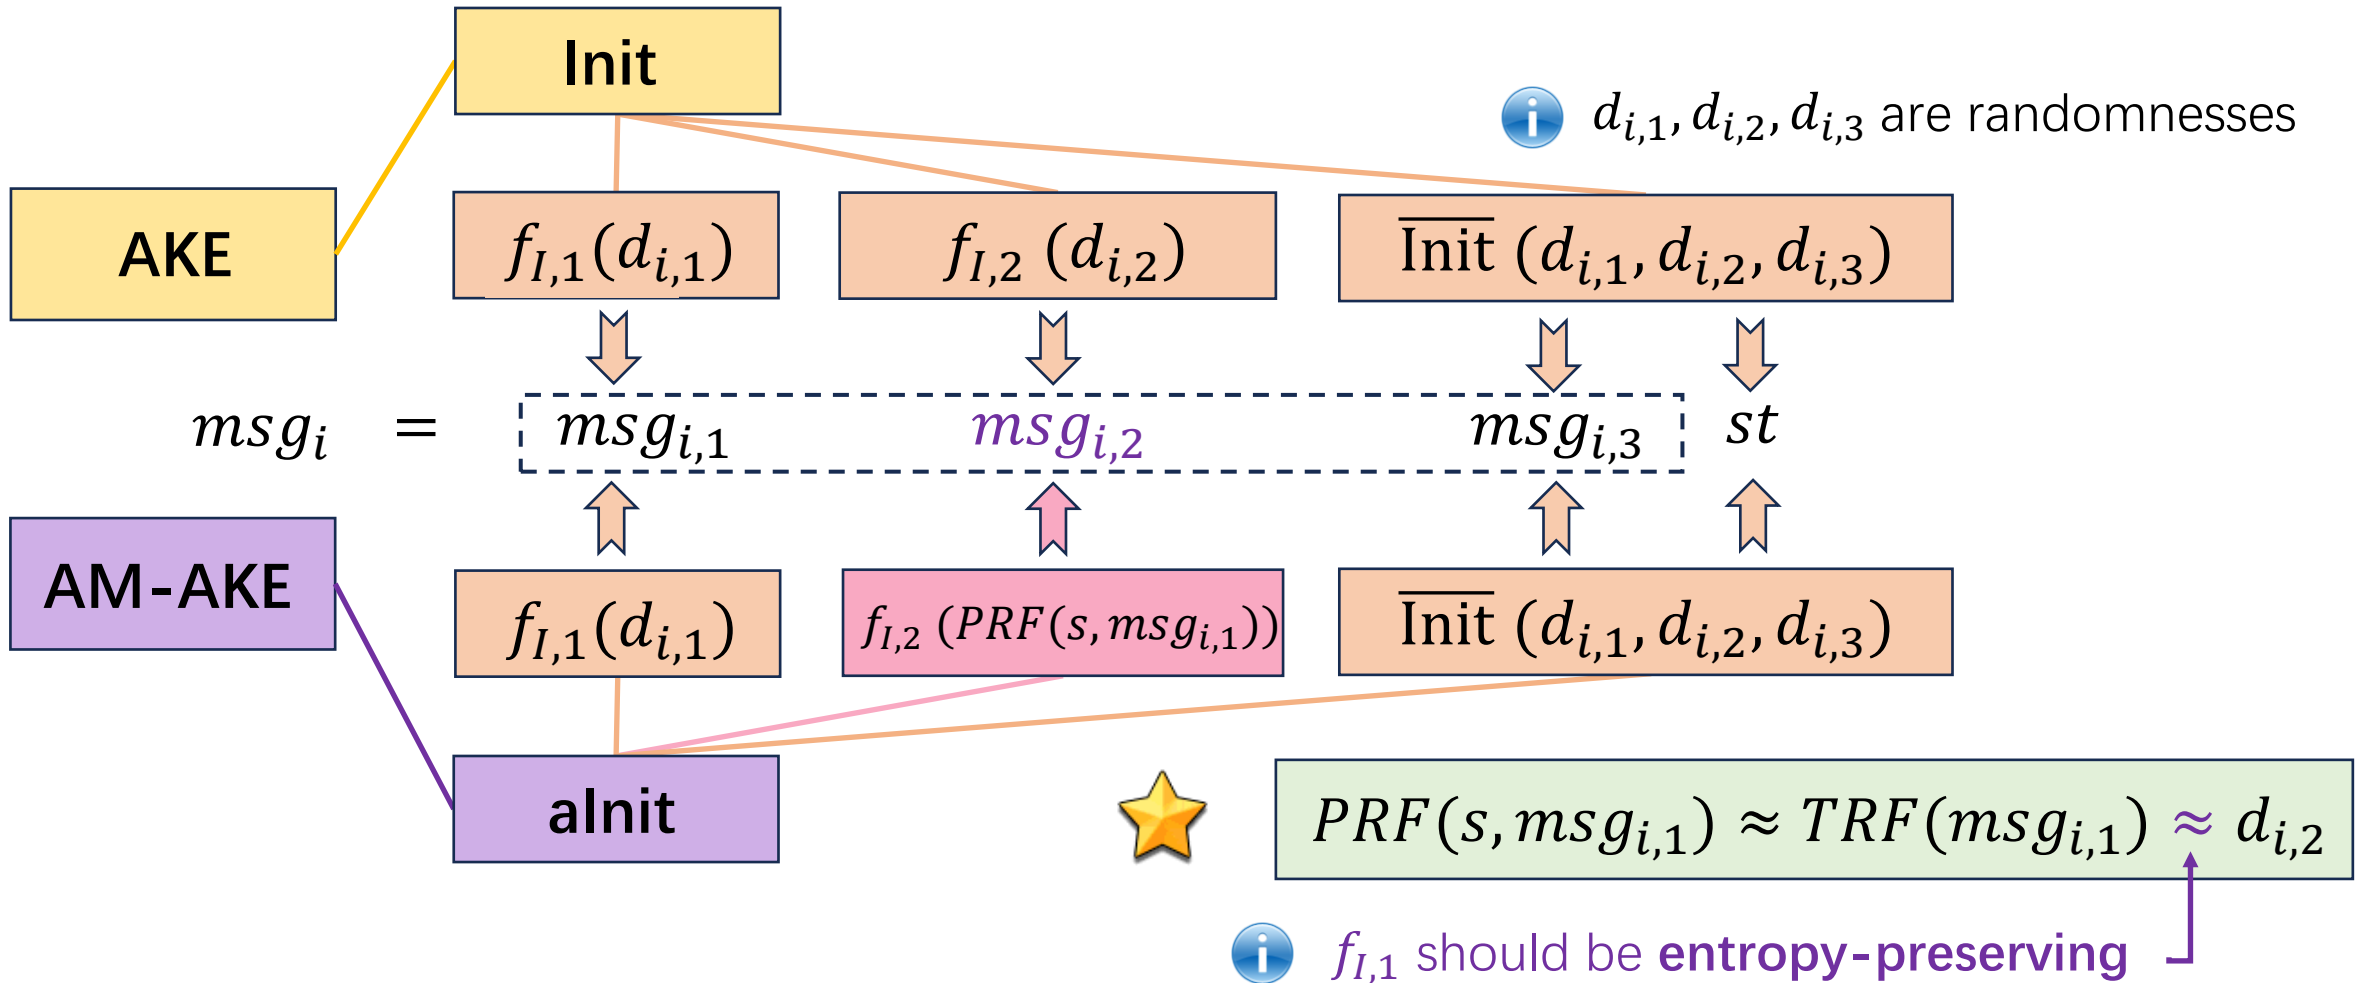 Init
i d_{i,1}, d_{i,2}, d_{i,3} are randomnesses
AKE
f_{I,1}(d_{i,1})
f_{I,2} (d_{i,2})
\overline{Init} (d_{i,1}, d_{i,2}, d_{i,3})
msg_i = msg_{i,1} msg_{i,2} msg_{i,3} st
AM-AKE
f_{I,1}(d_{i,1})
f_{I,2} (PRF(s, msg_{i,1}))
\overline{Init} (d_{i,1}, d_{i,2}, d_{i,3})
aInit
PRF(s, msg_{i,1}) ≈ TRF(msg_{i,1}) ≈ d_{i,2}
i f_{I,1} should be entropy-preserving